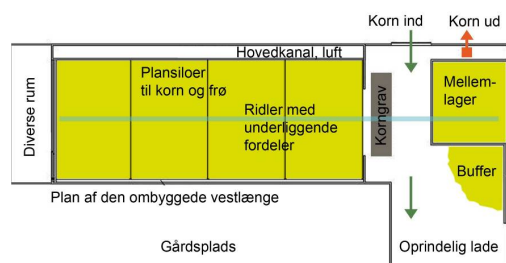 Korn ind
Korn ud
Hovedkanal, luft
Diverse rum
Plansiloer
til korn og frø
Ridler med
underliggende
fordeler
Korngrav
Mellem-
lager
Buffer
Plan af den ombyggede vestlænge
Gårdsplads
Oprindelig lade